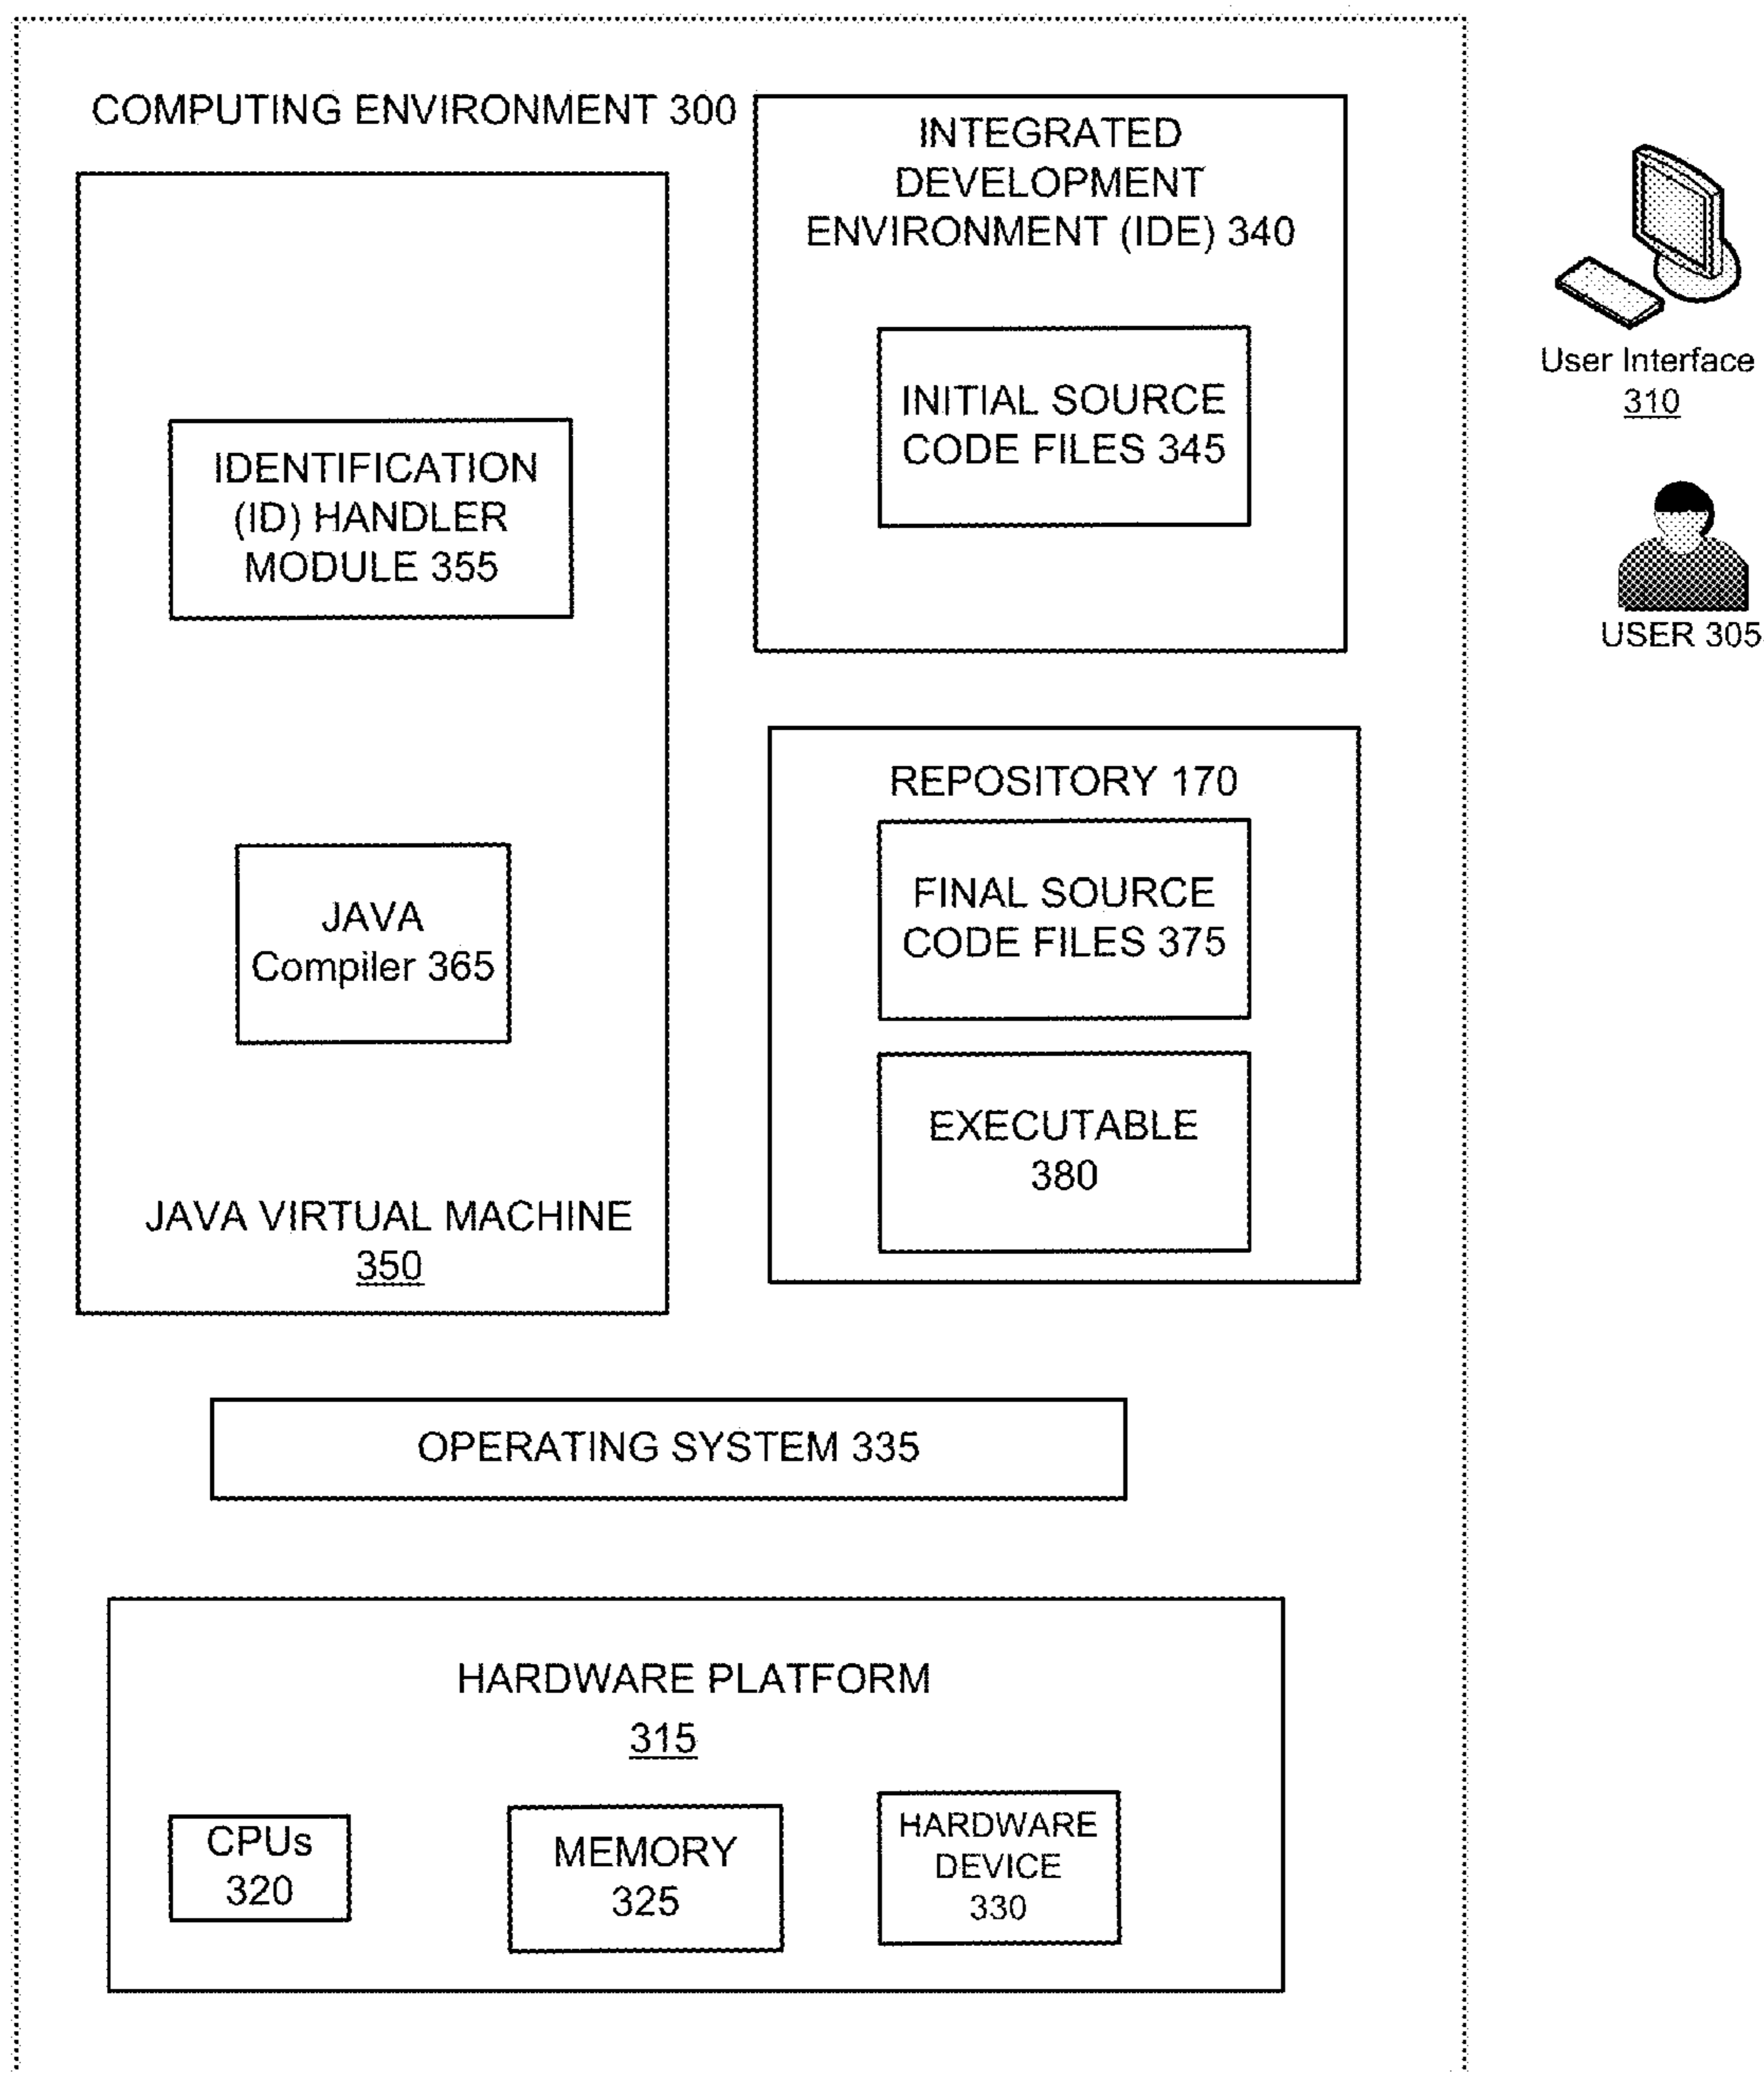 COMPUTING ENVIRONMENT 300
INTEGRATED
DEVELOPMENT
ENVIRONMENT (IDE) 340
INITIAL SOURCE
CODE FILES 345
User Interface
310
USER 305
IDENTIFICATION
(ID) HANDLER
MODULE 355
JAVA
Compiler 365
JAVA VIRTUAL MACHINE
350
REPOSITORY 170
FINAL SOURCE
CODE FILES 375
EXECUTABLE
380
OPERATING SYSTEM 335
HARDWARE PLATFORM
315
CPUs
320
MEMORY
325
HARDWARE
DEVICE
330